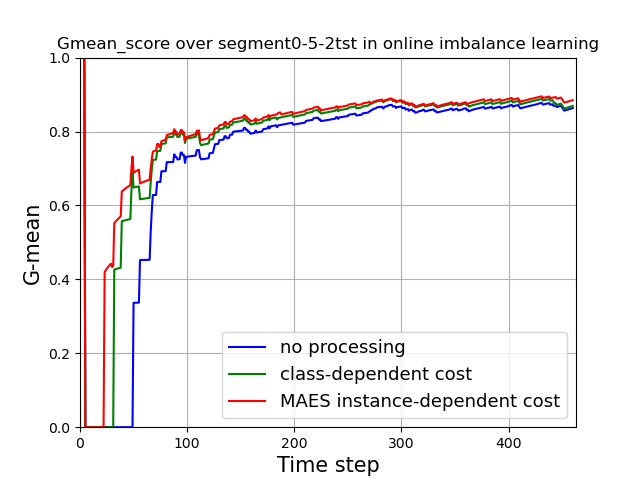 Gmean_score over segment0-5-2tst in online imbalance learning
1.0
0.8
0.6
0.4
0.2
0.0
G-mean
no processing
class-dependent cost
MAES instance-dependent cost
0 100 200 300 400
Time step